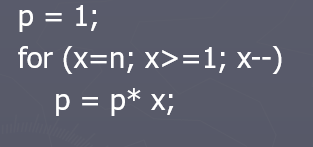 p = 1;
for (x=n; x>=1; x--)
p = p* x;